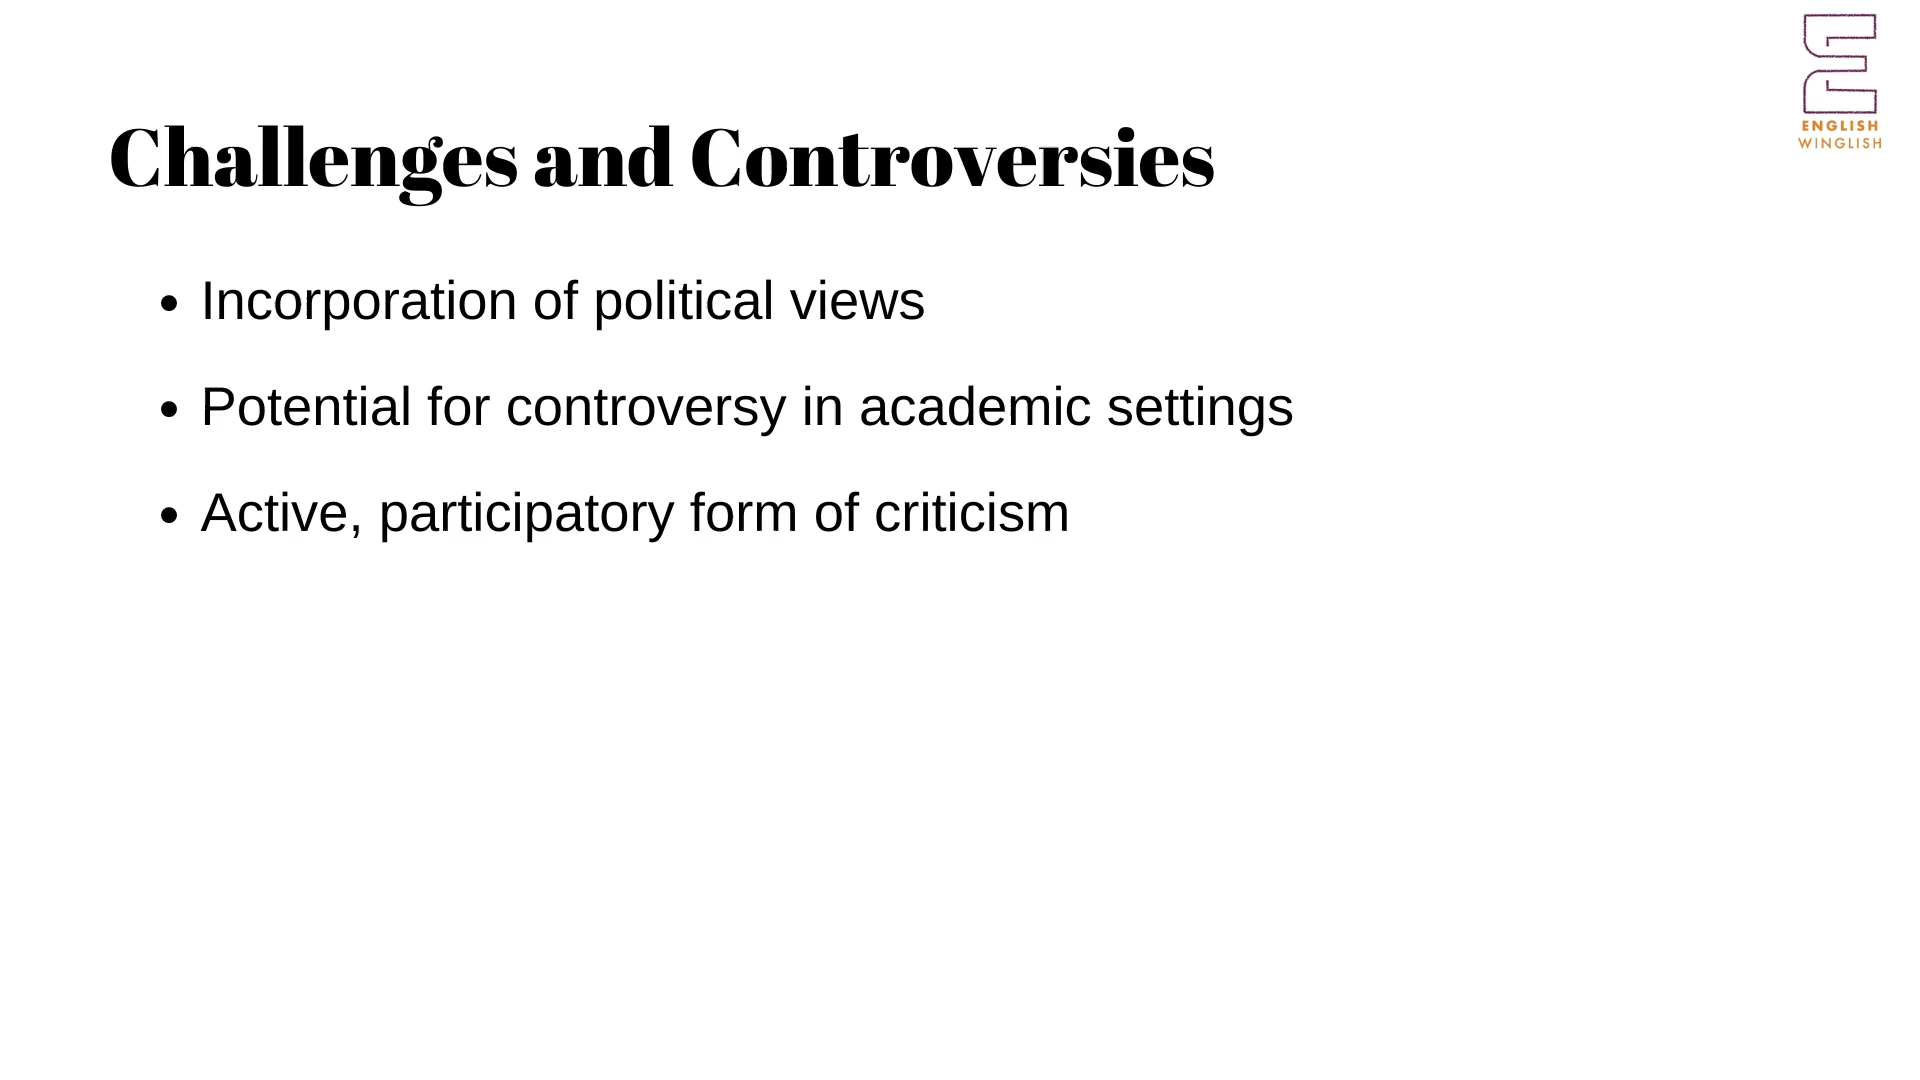 ENGLISH
WINGLISH
Challenges and Controversies
• Incorporation of political views
• Potential for controversy in academic settings
• Active, participatory form of criticism